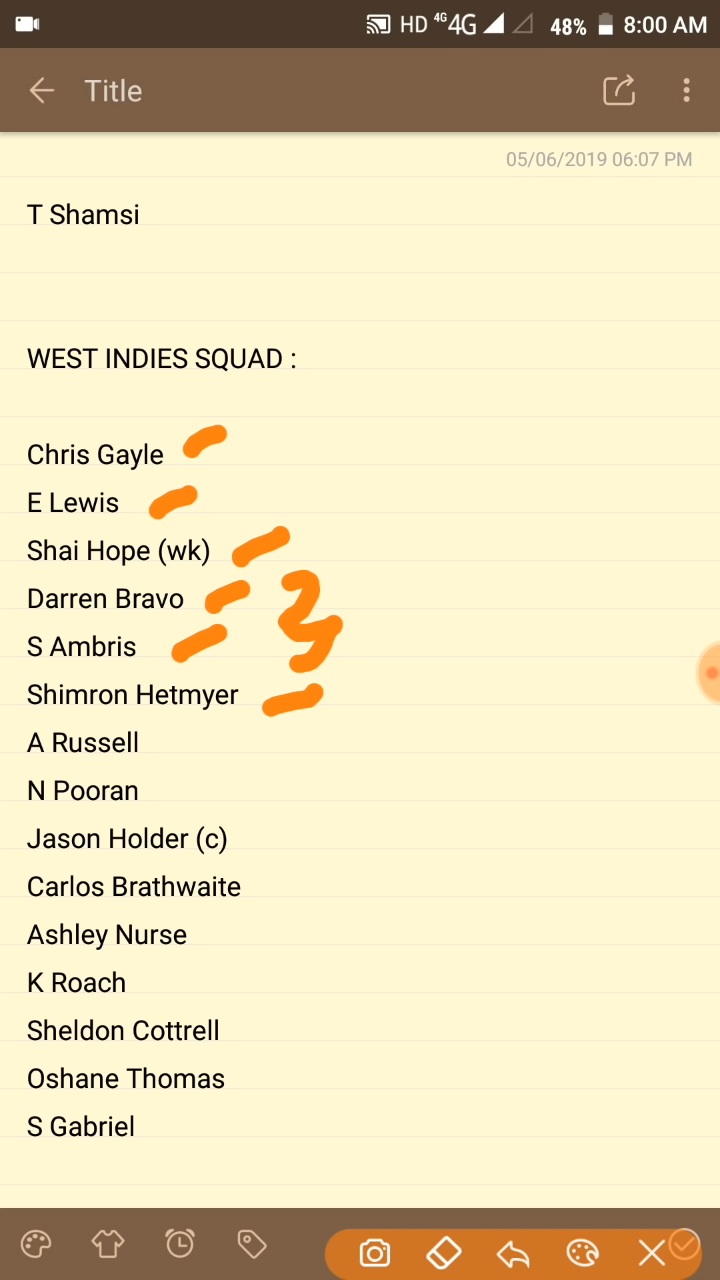 HD 4G 4G 48% 8:00 AM
Title
05/06/2019 06:07 PM
T Shamsi
WEST INDIES SQUAD :
Chris Gayle
E Lewis
Shai Hope (wk)
Darren Bravo
S Ambris
3
Shimron Hetmyer
A Russell
N Pooran
Jason Holder (c)
Carlos Brathwaite
Ashley Nurse
K Roach
Sheldon Cottrell
Oshane Thomas
S Gabriel